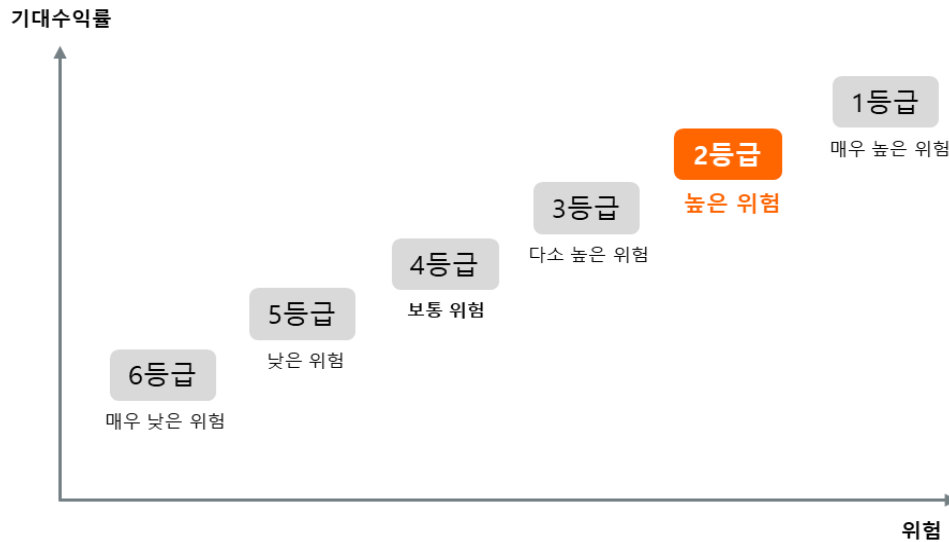 기대수익률
1등급
매우 높은 위험
2등급
높은 위험
3등급
다소 높은 위험
4등급
보통 위험
5등급
낮은 위험
6등급
매우 낮은 위험
위험